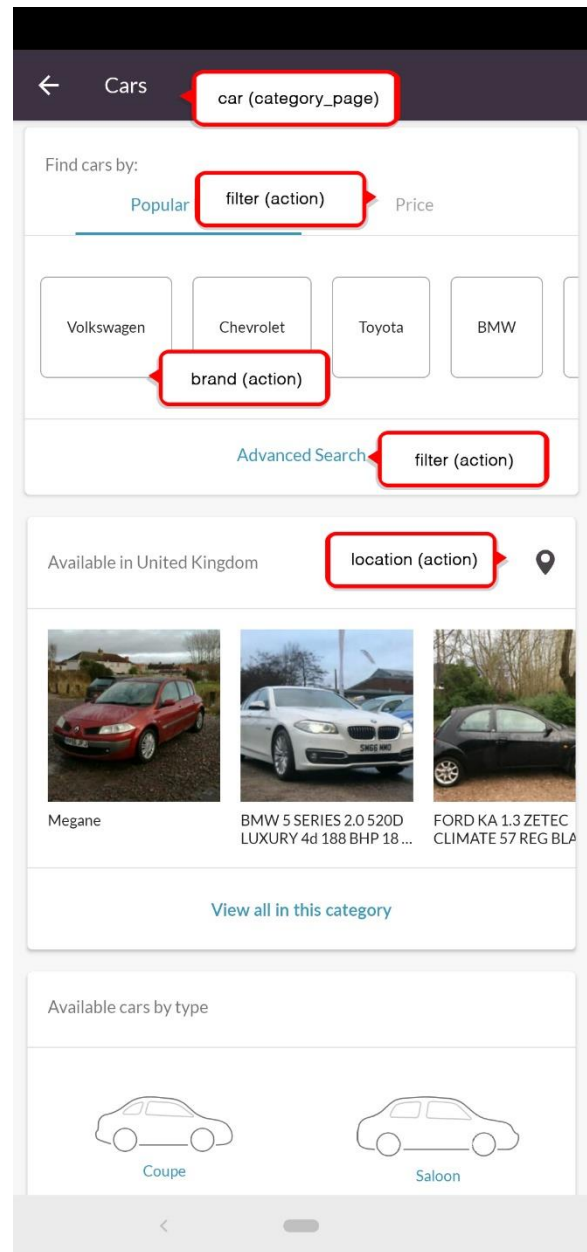 Cars
car (category_page)
Find cars by:
Popular
filter (action)
Price
Volkswagen
Chevrolet
Toyota
BMW
brand (action)
Advanced Search
filter (action)
Available in United Kingdom
location (action)
SM66 NMO
Megane
BMW 5 SERIES 2.0 520D
LUXURY 4d 188 BHP 18 ...
FORD KA 1.3 ZETEC
CLIMATE 57 REG BLA
View all in this category
Available cars by type
Coupe
Saloon